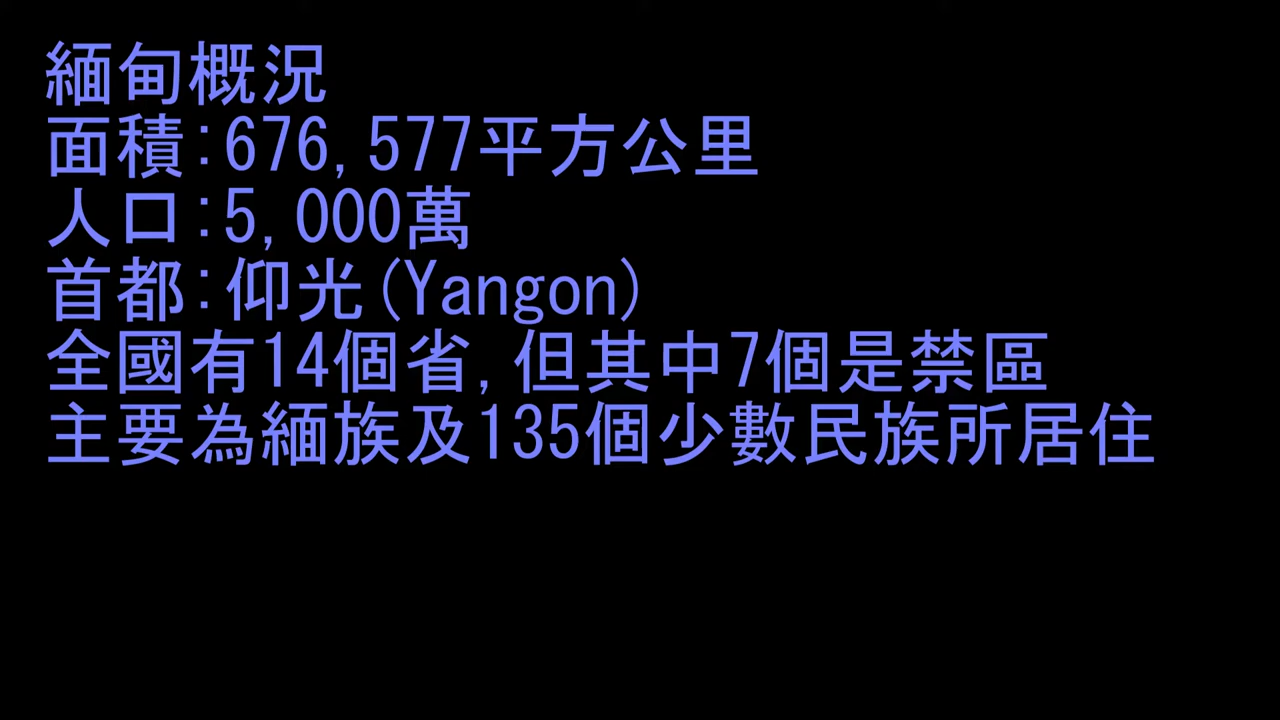 緬甸概況
面積:676,577平方公里
人口:5,000萬
首都:仰光(Yangon)
全國有14個省,但其中7個是禁區
主要為緬族及135個少數民族所居住